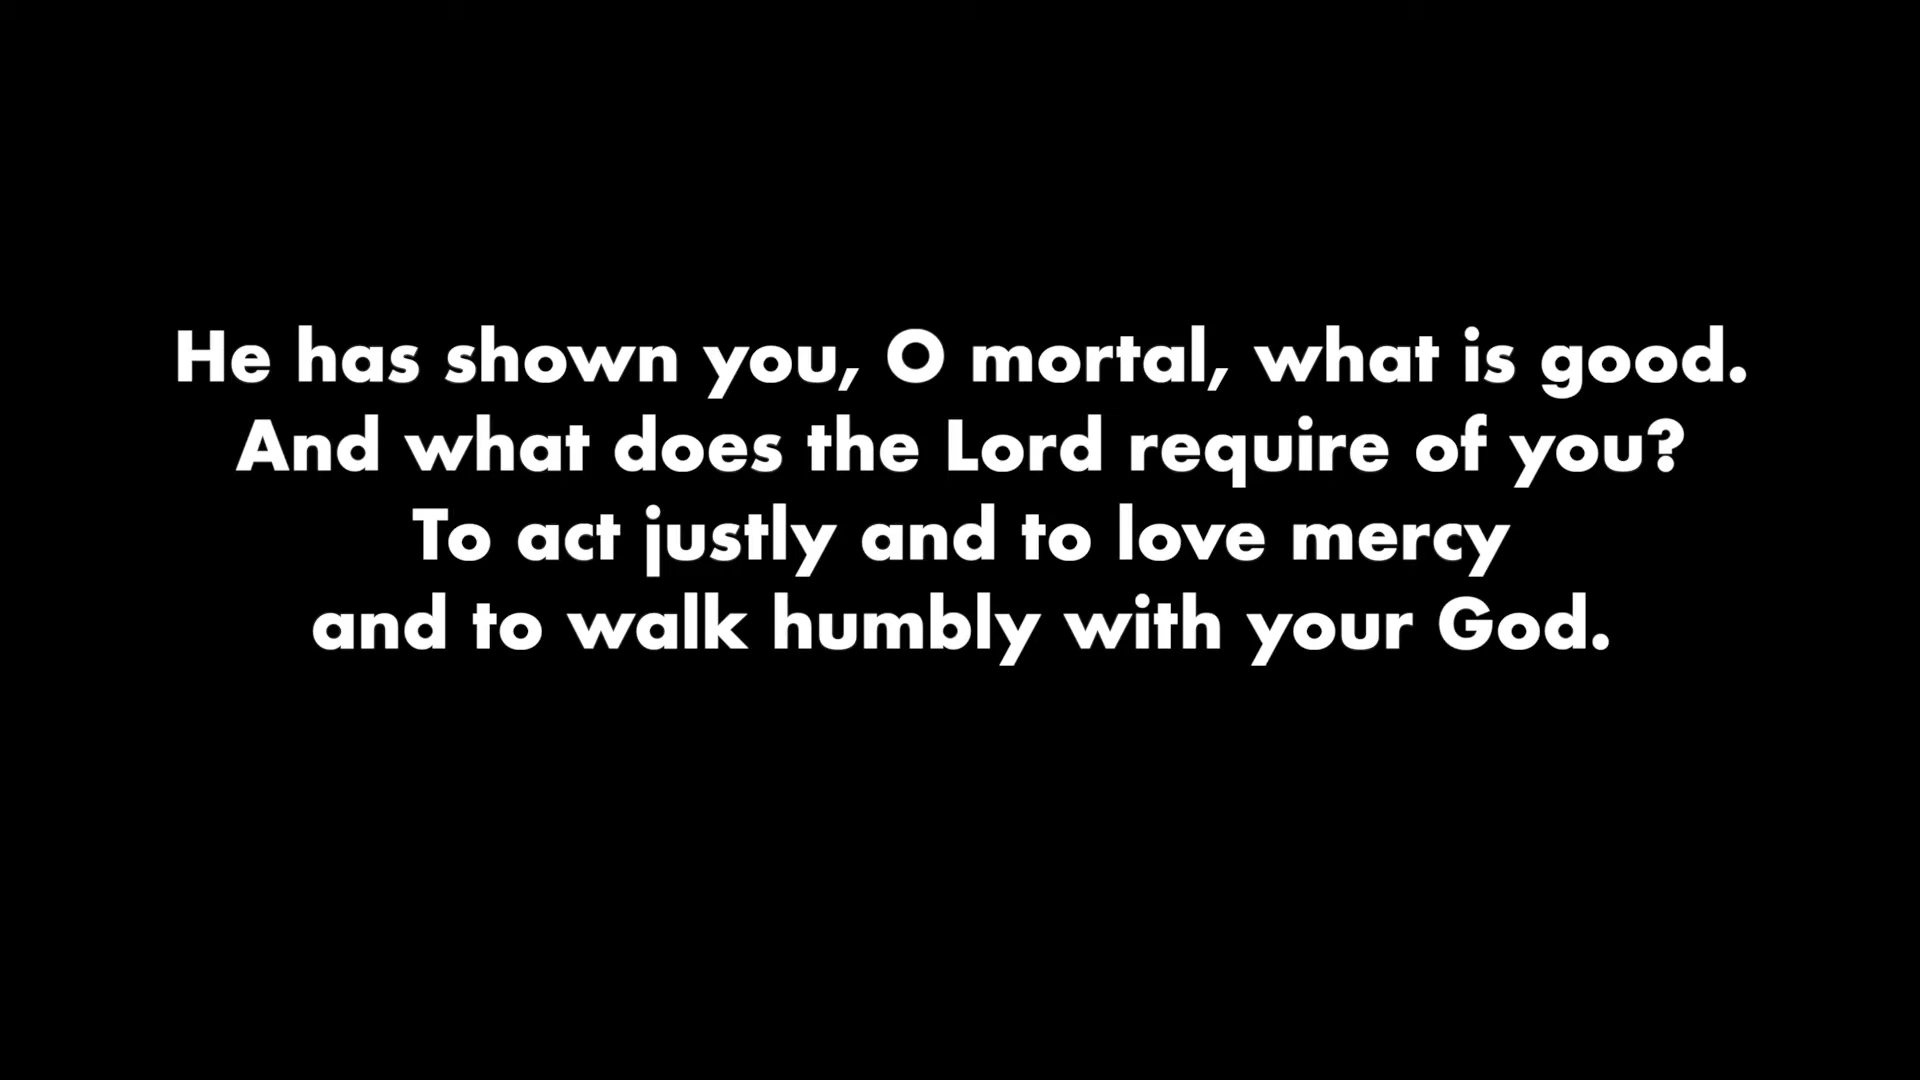 He has shown you, O mortal, what is good.
And what does the Lord require of you?
To act justly and to love mercy
and to walk humbly with your God.